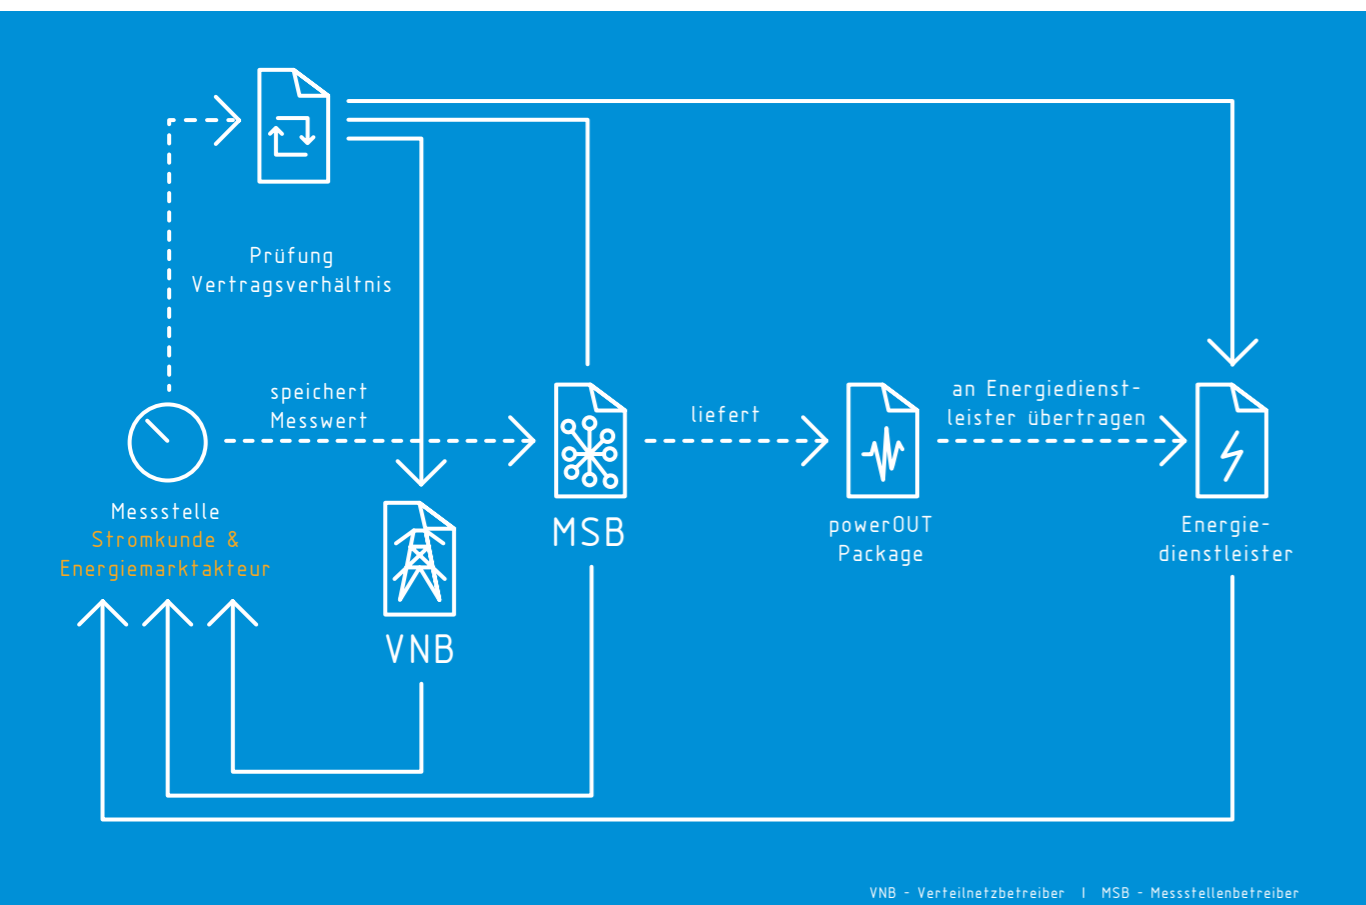 Prüfung
Vertragsverhältnis
speichert
Messwert
liefert
an Energiedienst-
leister übertragen
Messstelle
Stromkunde &
Energiemarktakteur
MSB
powerOUT
Package
Energie-
dienstleister
VNB
VNB - Verteilnetzbetreiber | MSB - Messstellenbetreiber